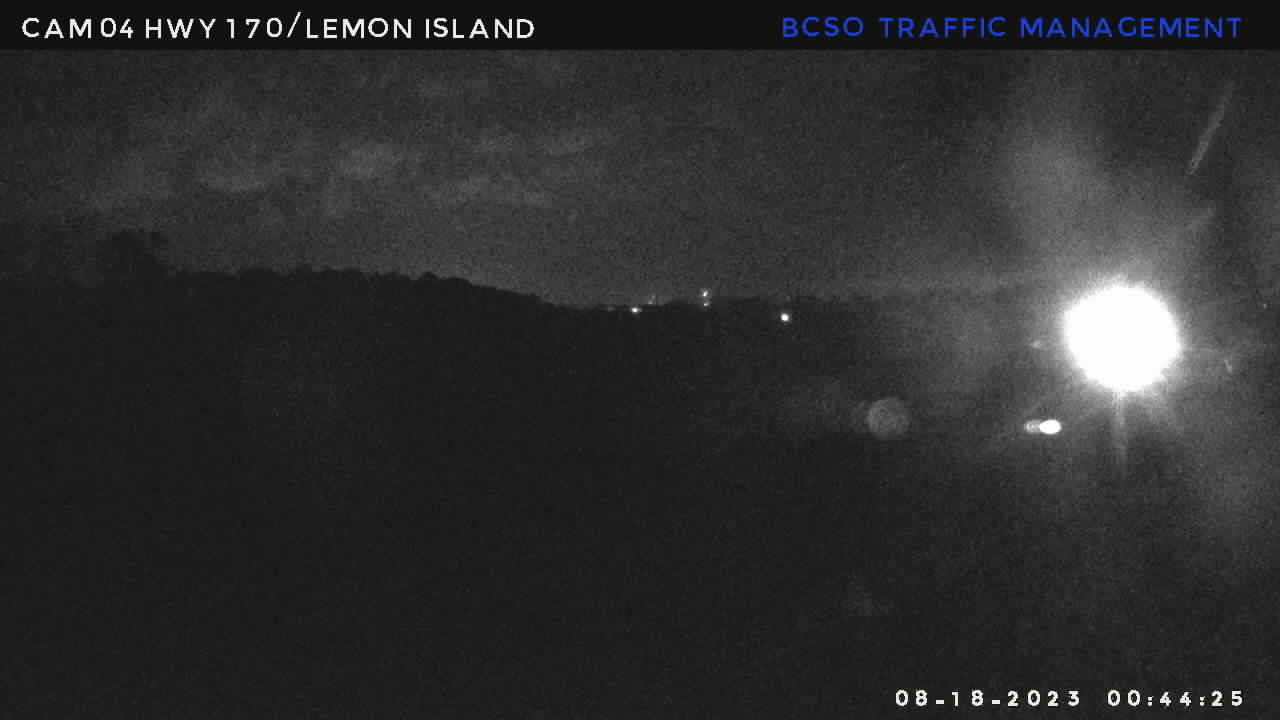 CAM04 HWY 170/LEMON ISLAND
BCSO TRAFFIC MANAGEMENT
08-18-2023 00:44:25